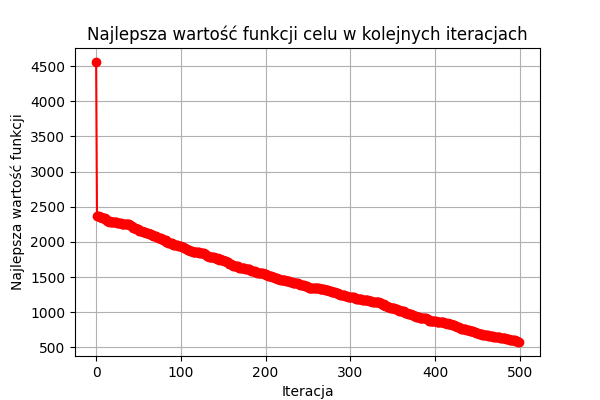 Najlepsza wartość funkcji celu w kolejnych iteracjach
4500
4000
3500
3000
2500
2000
1500
1000
500
Najlepsza wartość funkcji
0 100 200 300 400 500
Iteracja